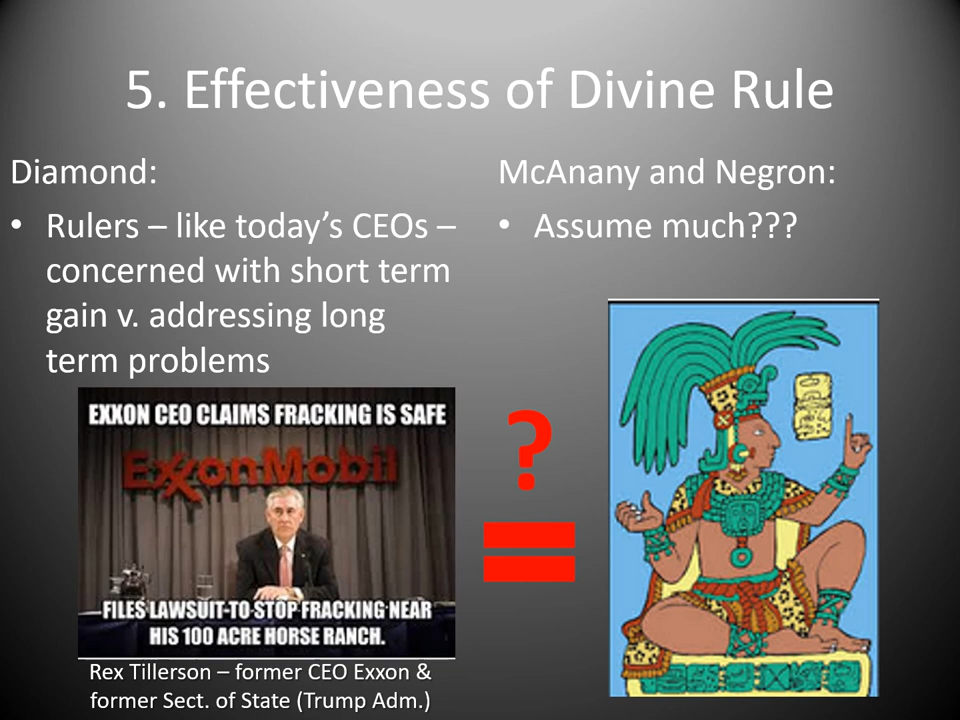 5. Effectiveness of Divine Rule
Diamond:
• Rulers – like today’s CEOs –
concerned with short term
gain v. addressing long
term problems
McAnany and Negron:
• Assume much???
EXXON CEO CLAIMS FRACKING IS SAFE
ExxonMobil
FILES LAWSUIT TO STOP FRACKING NEAR
HIS 100 ACRE HORSE RANCH.
?
=
Rex Tillerson – former CEO Exxon &
former Sect. of State (Trump Adm.)